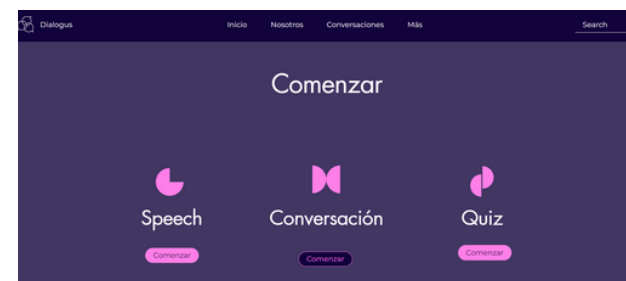 Dialogus Inicio Nosotros Conversaciones Más Search
Comenzar
Speech Conversación Quiz
Comenzar Comenzar Comenzar